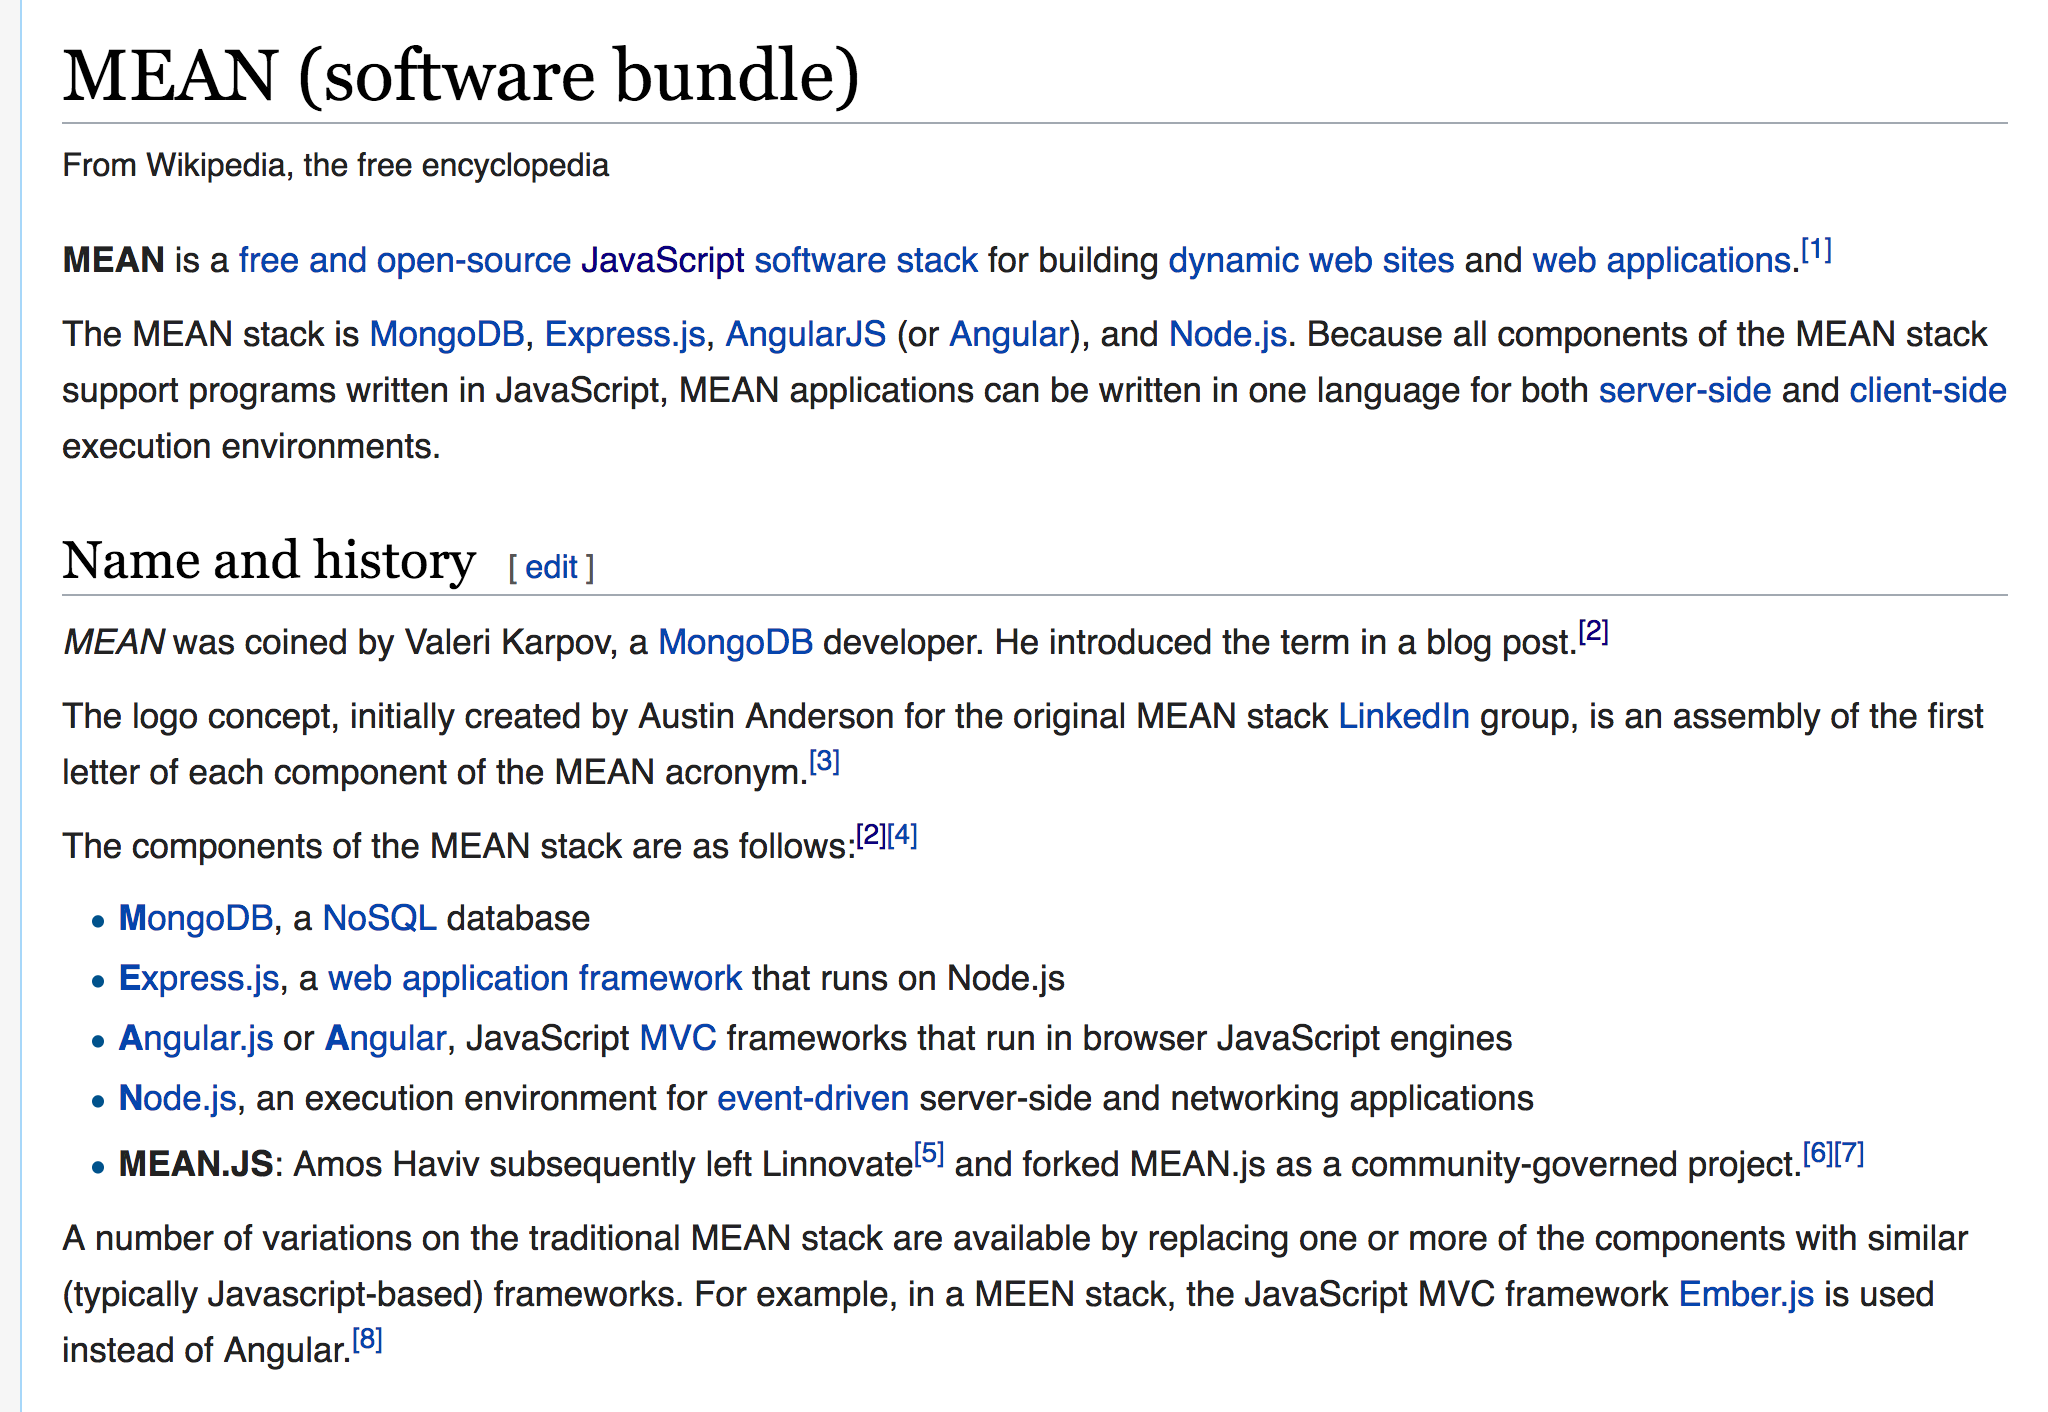 MEAN (software bundle)
From Wikipedia, the free encyclopedia
MEAN is a free and open-source JavaScript software stack for building dynamic web sites and web applications.[1]
The MEAN stack is MongoDB, Express.js, AngularJS (or Angular), and Node.js. Because all components of the MEAN stack
support programs written in JavaScript, MEAN applications can be written in one language for both server-side and client-side
execution environments.
Name and history [ edit ]
MEAN was coined by Valeri Karpov, a MongoDB developer. He introduced the term in a blog post.[2]
The logo concept, initially created by Austin Anderson for the original MEAN stack LinkedIn group, is an assembly of the first
letter of each component of the MEAN acronym.[3]
The components of the MEAN stack are as follows:[2][4]
• MongoDB, a NoSQL database
• Express.js, a web application framework that runs on Node.js
• Angular.js or Angular, JavaScript MVC frameworks that run in browser JavaScript engines
• Node.js, an execution environment for event-driven server-side and networking applications
• MEAN.JS: Amos Haviv subsequently left Linnovate[5] and forked MEAN.js as a community-governed project.[6][7]
A number of variations on the traditional MEAN stack are available by replacing one or more of the components with similar
(typically Javascript-based) frameworks. For example, in a MEEN stack, the JavaScript MVC framework Ember.js is used
instead of Angular.[8]